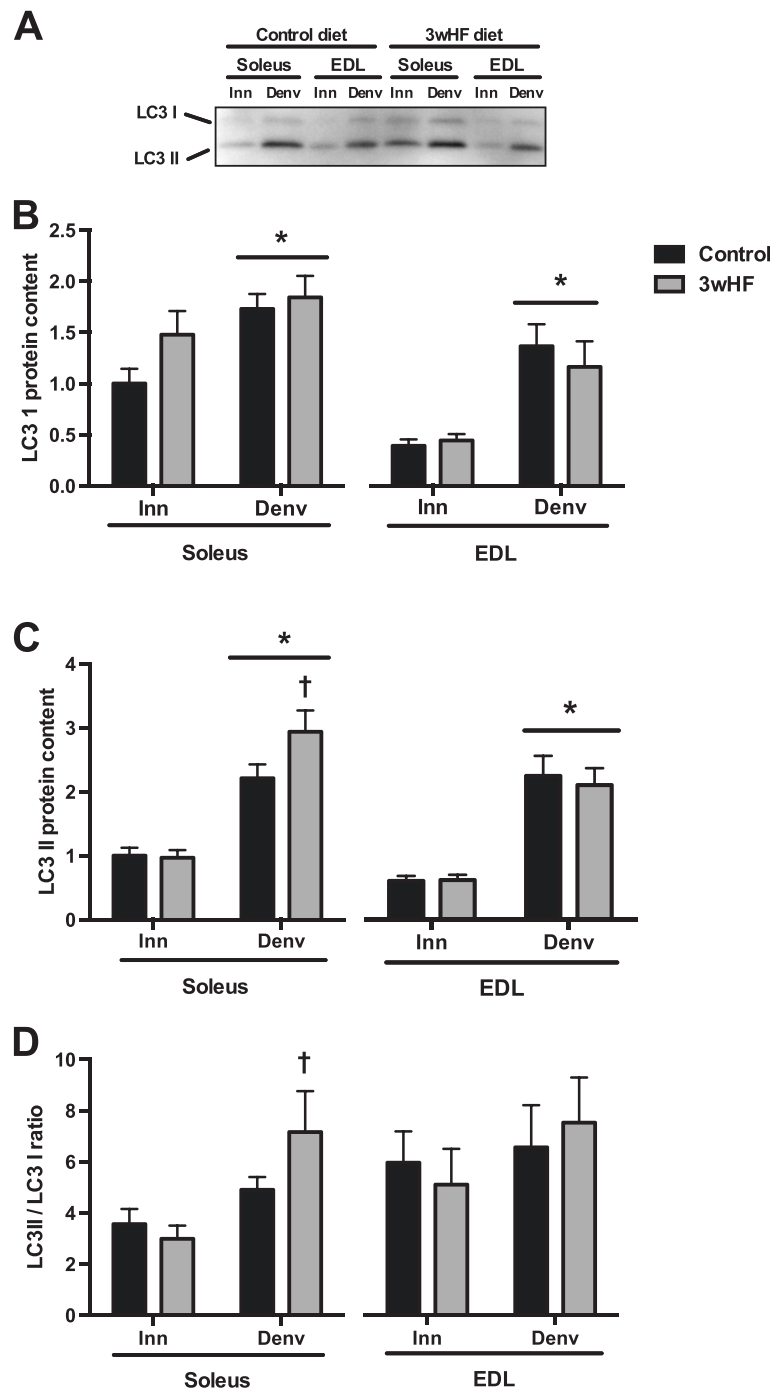 A
Control diet 3wHF diet
Soleus EDL Soleus EDL
Inn Denv Inn Denv Inn Denv Inn Denv
LC3 I
LC3 II
B
LC3 1 protein content
2.5
2.0
1.5
1.0
0.5
0.0
* *
Control
3wHF
Inn Denv Inn Denv
Soleus EDL
C
LC3 II protein content
4
3
2
1
0
* † *
Inn Denv Inn Denv
Soleus EDL
D
LC3II / LC3 I ratio
10
8
6
4
2
0
†
Inn Denv Inn Denv
Soleus EDL